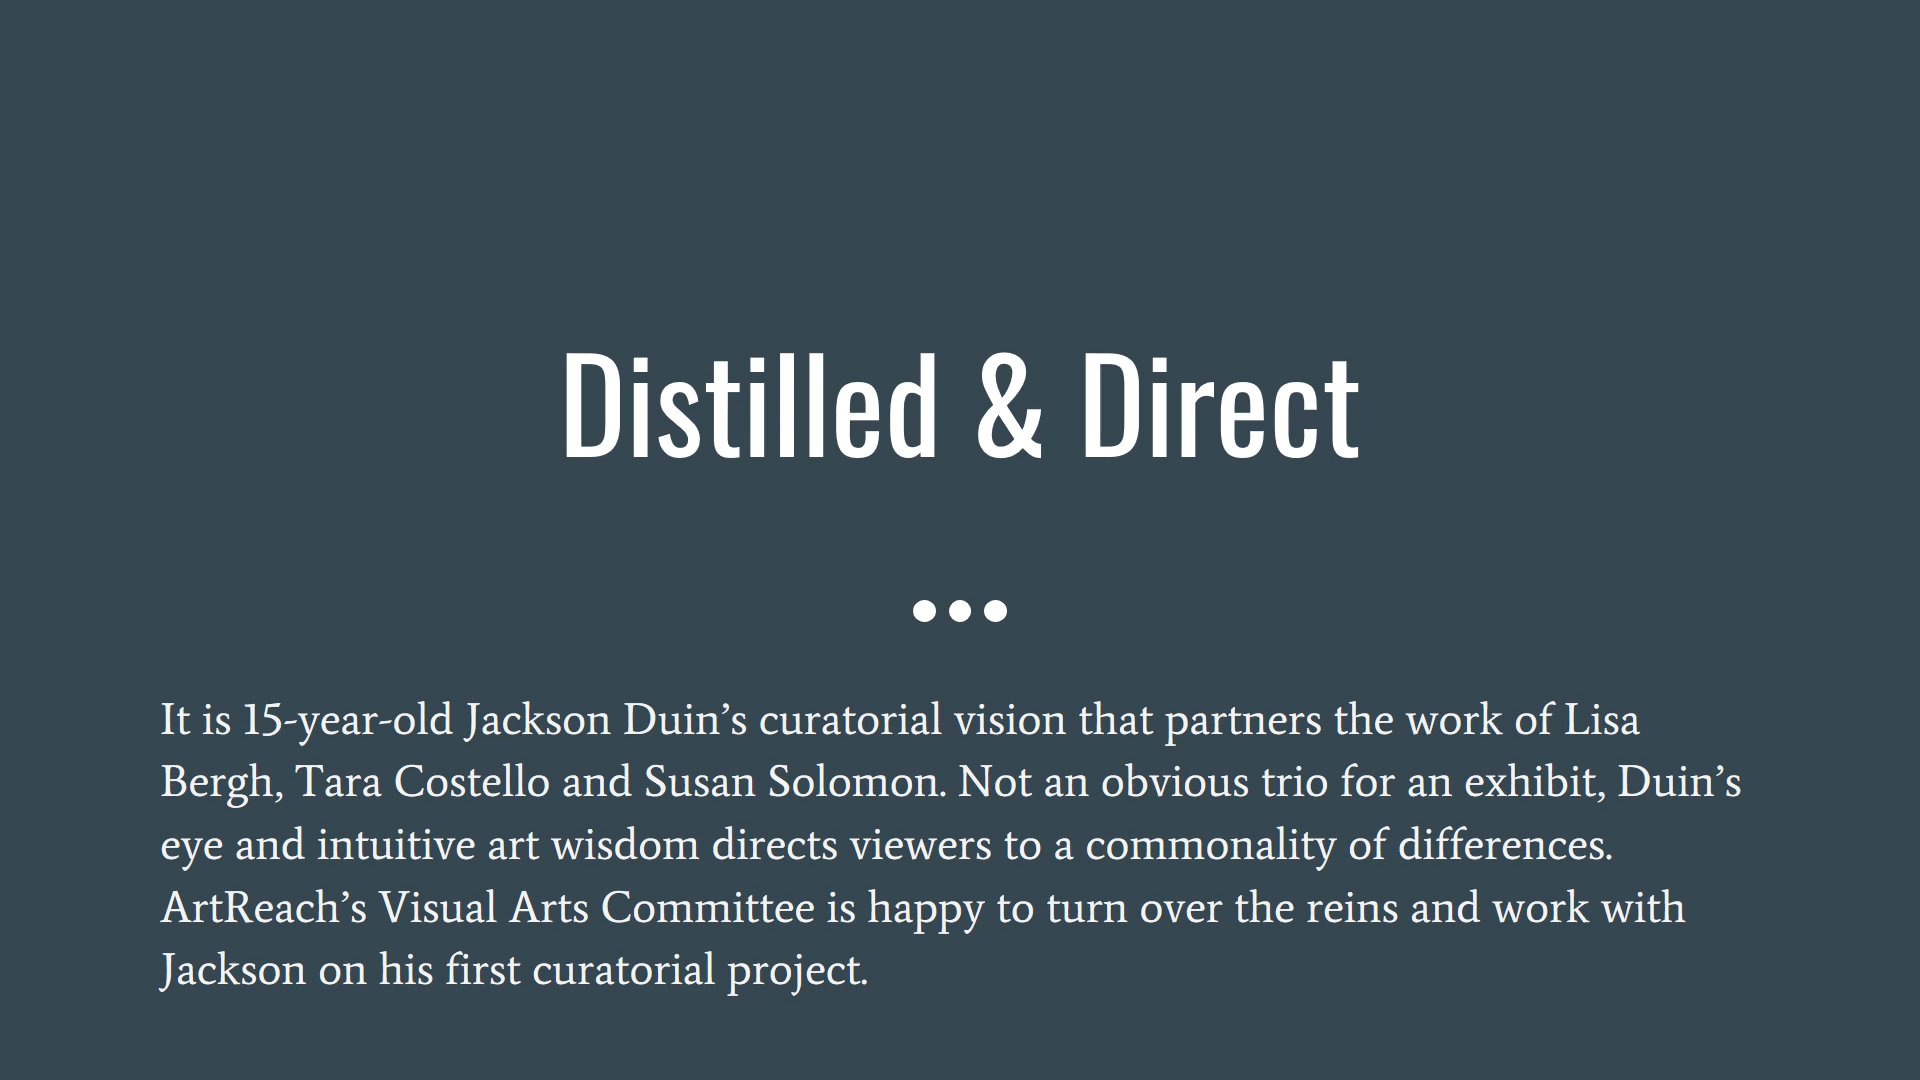 Distilled & Direct
It is 15-year-old Jackson Duin’s curatorial vision that partners the work of Lisa
Bergh, Tara Costello and Susan Solomon. Not an obvious trio for an exhibit, Duin’s
eye and intuitive art wisdom directs viewers to a commonality of differences.
ArtReach’s Visual Arts Committee is happy to turn over the reins and work with
Jackson on his first curatorial project.